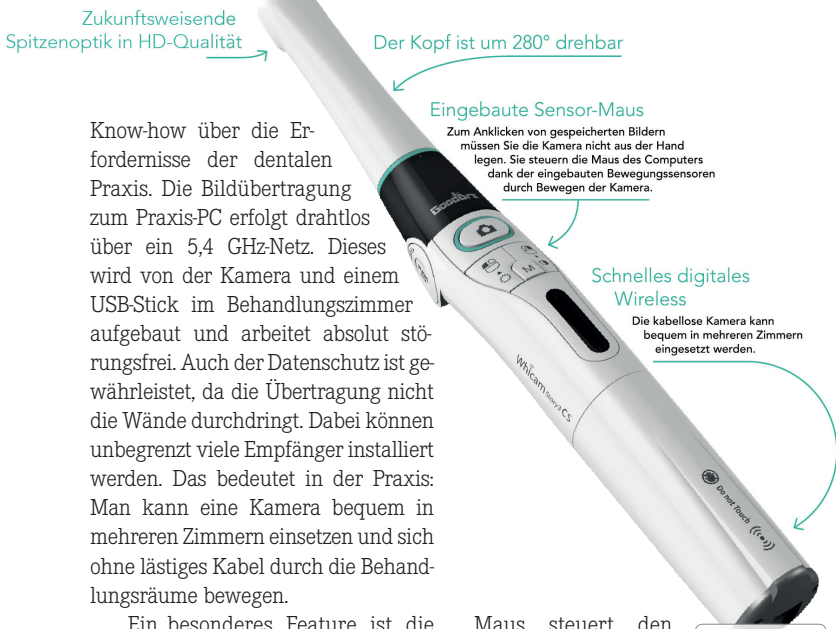 Zukunftsweisende
Spitzenoptik in HD-Qualität
Der Kopf ist um 280° drehbar
Eingebaute Sensor-Maus
Zum Anklicken von gespeicherten Bildern
müssen Sie die Kamera nicht aus der Hand
legen. Sie steuern die Maus des Computers
dank der eingebauten Bewegungssensoren
durch Bewegen der Kamera.
Schnelles digitales
Wireless
Die kabellose Kamera kann
bequem in mehreren Zimmern
eingesetzt werden.
GoodDrs
M
Whicam Story3 CS
Do not Touch
Know-how über die Er-
fordernisse der dentalen
Praxis. Die Bildübertragung
zum Praxis-PC erfolgt drahtlos
über ein 5,4 GHz-Netz. Dieses
wird von der Kamera und einem
USB-Stick im Behandlungszimmer
aufgebaut und arbeitet absolut stö-
rungsfrei. Auch der Datenschutz ist ge-
währleistet, da die Übertragung nicht
die Wände durchdringt. Dabei können
unbegrenzt viele Empfänger installiert
werden. Das bedeutet in der Praxis:
Man kann eine Kamera bequem in
mehreren Zimmern einsetzen und sich
ohne lästiges Kabel durch die Behand-
lungsräume bewegen.
Ein besonderes Feature ist die
Maus steuert den